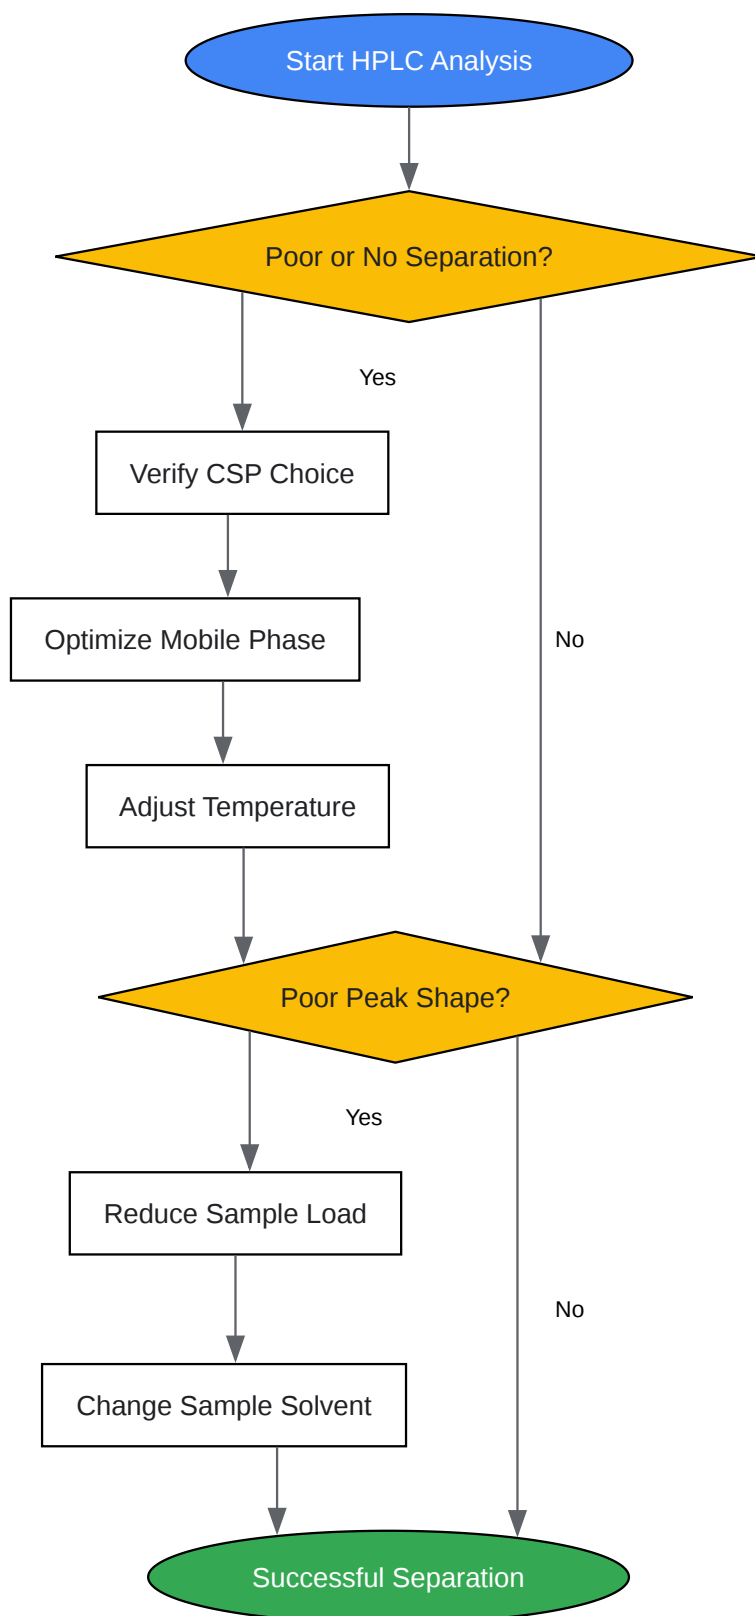 Start HPLC Analysis
Poor or No Separation?
Yes
Verify CSP Choice
Optimize Mobile Phase
No
Adjust Temperature
Poor Peak Shape?
Yes
Reduce Sample Load
No
Change Sample Solvent
Successful Separation